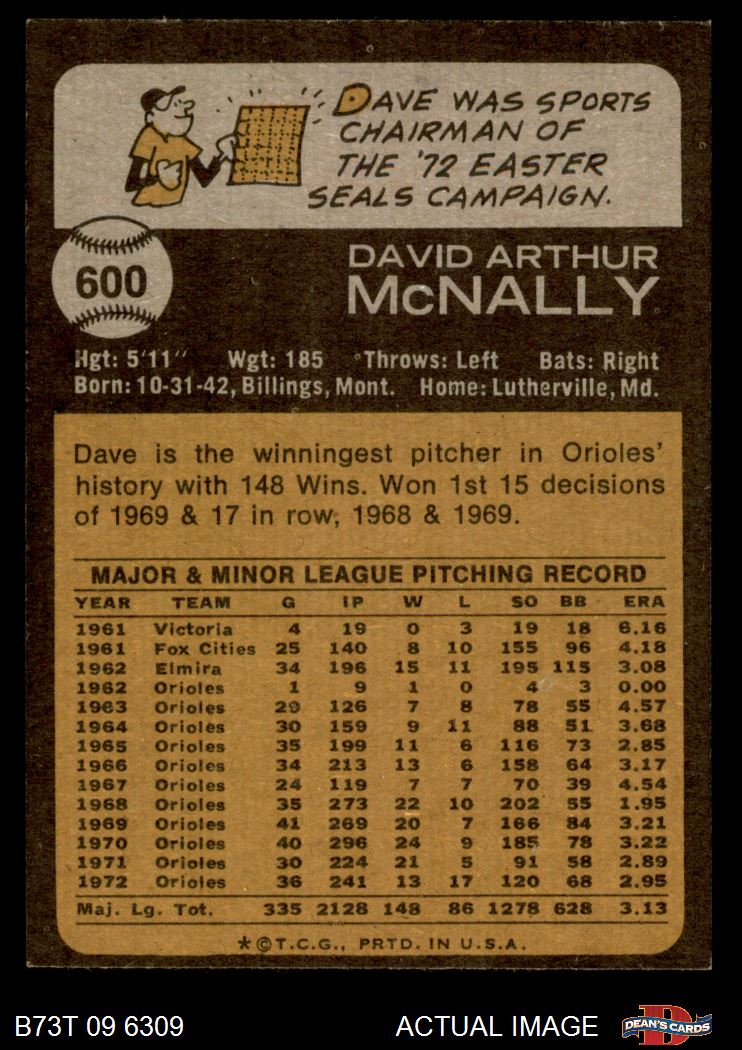 DAVE WAS SPORTS
CHAIRMAN OF
THE '72 EASTER
SEALS CAMPAIGN.
600
DAVID ARTHUR
McNALLY
Hgt: 5'11" Wgt: 185 Throws: Left Bats: Right
Born: 10-31-42, Billings, Mont. Home: Lutherville, Md.
Dave is the winningest pitcher in Orioles'
history with 148 Wins. Won 1st 15 decisions
of 1969 & 17 in row, 1968 & 1969.
MAJOR & MINOR LEAGUE PITCHING RECORD
YEAR TEAM G IP W L SO BB ERA
1961 Victoria 4 19 0 3 19 18 6.16
1961 Fox Cities 25 140 8 10 155 96 4.18
1962 Elmira 34 196 15 11 195 115 3.08
1962 Orioles 1 9 1 0 4 3 0.00
1963 Orioles 29 126 7 8 78 55 4.57
1964 Orioles 30 159 9 11 88 51 3.68
1965 Orioles 35 199 11 6 116 73 2.85
1966 Orioles 34 213 13 6 158 64 3.17
1967 Orioles 24 119 7 7 70 39 4.54
1968 Orioles 35 273 22 10 202 55 1.95
1969 Orioles 41 269 20 7 166 84 3.21
1970 Orioles 40 296 24 9 185 78 3.22
1971 Orioles 30 224 21 5 91 58 2.89
1972 Orioles 36 241 13 17 120 68 2.95
Maj. Lg. Tot. 335 2128 148 86 1278 628 3.13
*©T.C.G., PRTD. IN U.S.A.
B73T 09 6309 ACTUAL IMAGE
D
DEAN'S CARDS